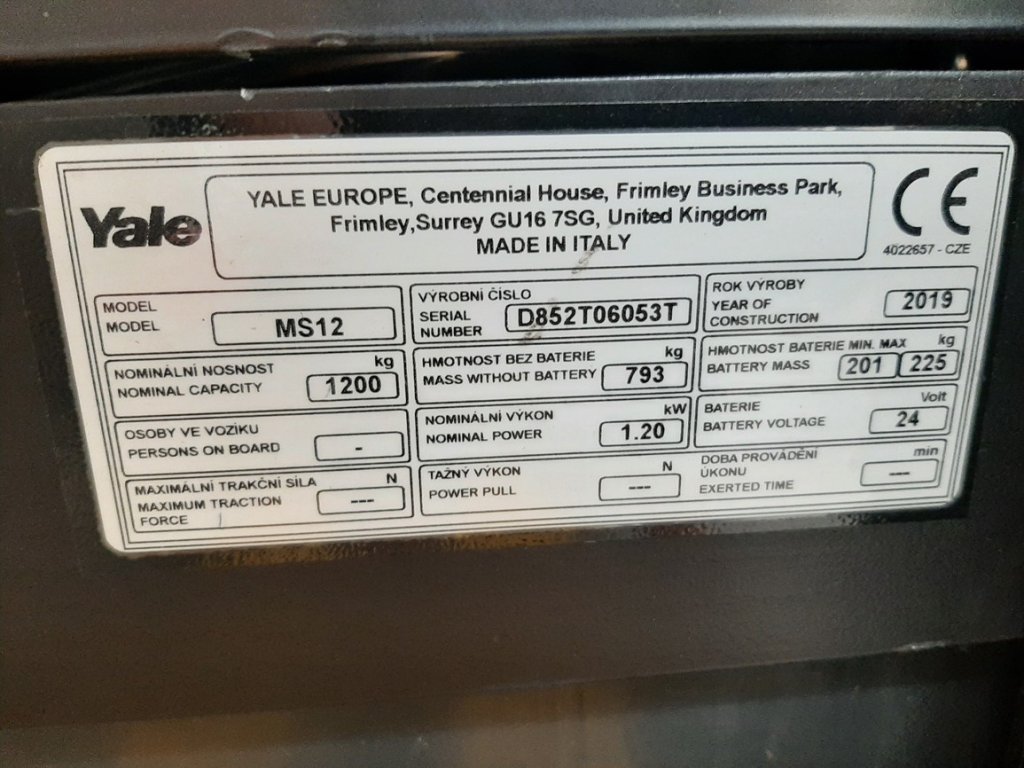 Yale
YALE EUROPE, Centennial House, Frimley Business Park,
Frimley,Surrey GU16 7SG, United Kingdom
MADE IN ITALY
CE
4022657 - CZE
MODEL
MODEL
MS12
VÝROBNÍ ČÍSLO
SERIAL
NUMBER
D852T06053T
ROK VÝROBY
YEAR OF
CONSTRUCTION
2019
NOMINÁLNÍ NOSNOST
NOMINAL CAPACITY
kg
1200
HMOTNOST BEZ BATERIE
MASS WITHOUT BATTERY
kg
793
HMOTNOST BATERIE MIN. MAX kg
BATTERY MASS
201 225
OSOBY VE VOZÍKU
PERSONS ON BOARD
-
NOMINÁLNÍ VÝKON
NOMINAL POWER
kW
1.20
BATERIE
BATTERY VOLTAGE
Volt
24
MAXIMÁLNÍ TRAKČNÍ SÍLA
MAXIMUM TRACTION
FORCE
N
---
TAŽNÝ VÝKON
POWER PULL
N
---
DOBA PROVÁDĚNÍ
ÚKONU
EXERTED TIME
min
---